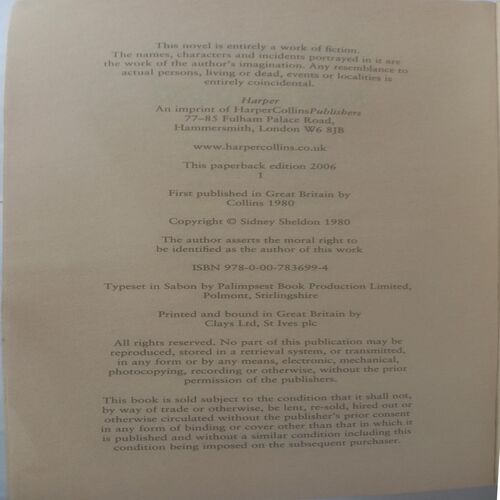 This novel is entirely a work of fiction.
The names, characters and incidents portrayed in it are
the work of the author's imagination. Any resemblance to
actual persons, living or dead, events or localities is
entirely coincidental.
Harper
An imprint of HarperCollinsPublishers
77–85 Fulham Palace Road,
Hammersmith, London W6 8JB
www.harpercollins.co.uk
This paperback edition 2006
1
First published in Great Britain by
Collins 1980
Copyright © Sidney Sheldon 1980
The author asserts the moral right to
be identified as the author of this work
ISBN 978-0-00-783699-4
Typeset in Sabon by Palimpsest Book Production Limited,
Polmont, Stirlingshire
Printed and bound in Great Britain by
Clays Ltd, St Ives plc
All rights reserved. No part of this publication may be
reproduced, stored in a retrieval system, or transmitted,
in any form or by any means, electronic, mechanical,
photocopying, recording or otherwise, without the prior
permission of the publishers.
This book is sold subject to the condition that it shall not,
by way of trade or otherwise, be lent, re-sold, hired out or
otherwise circulated without the publisher's prior consent
in any form of binding or cover other than that in which it
is published and without a similar condition including this
condition being imposed on the subsequent purchaser.